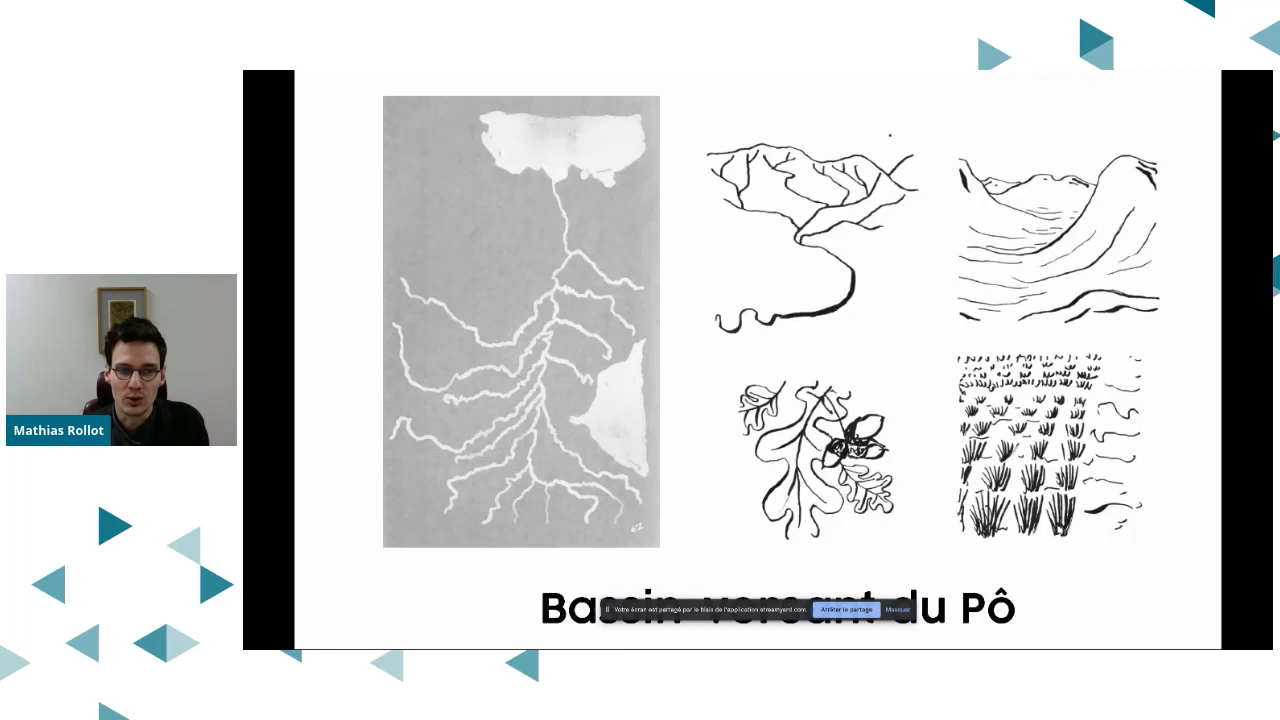 Mathias Rollot
Votre écran est partagé par le biais de l'application streamyard.com.
Arrêter le partage
Masquer
Bassin versant du Pô